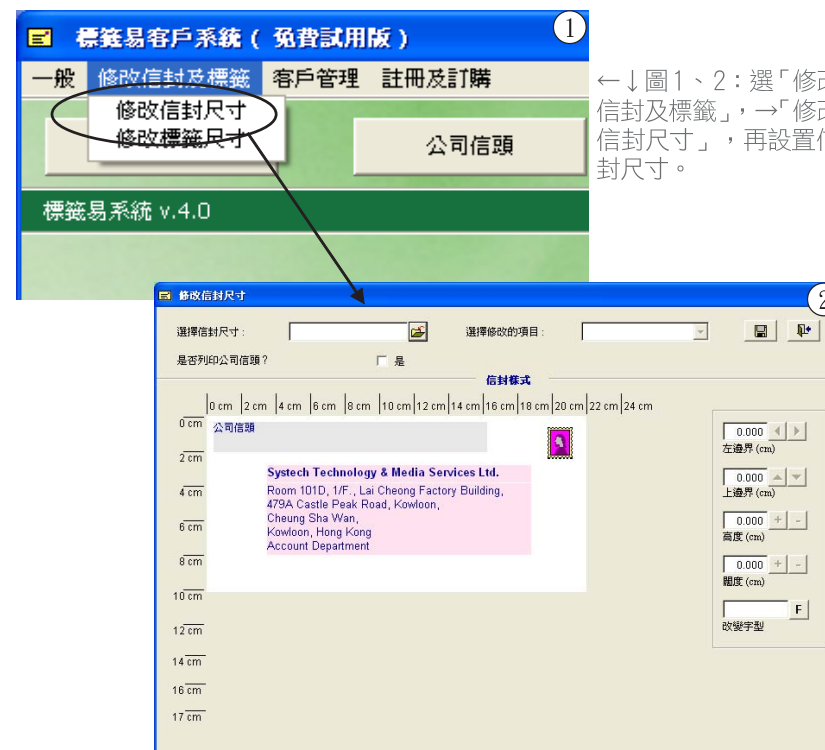 標籤易客戶系統 ( 免費試用版 )
1
一般 修改信封及標籤 客戶管理 註冊及訂購
修改信封尺寸
修改標籤尺寸
公司信頭
標籤易系統 v.4.0
←↓圖1、2：選「修改
信封及標籤」，→「修改
信封尺寸」，再設置信
封尺寸。
修改信封尺寸
2
選擇信封尺寸 :
選擇修改的項目 :
是否列印公司信頭？
是
信封樣式
0 cm 2 cm 4 cm 6 cm 8 cm 10 cm 12 cm 14 cm 16 cm 18 cm 20 cm 22 cm 24 cm
0 cm
公司信頭
2 cm
Systech Technology & Media Services Ltd.
4 cm
Room 101D, 1/F., Lai Cheong Factory Building,
479A Castle Peak Road, Kowloon,
Cheung Sha Wan,
6 cm
Kowloon, Hong Kong
Account Department
8 cm
10 cm
12 cm
14 cm
16 cm
17 cm
0.000
左邊界 (cm)
0.000
上邊界 (cm)
0.000 + -
高度 (cm)
0.000 + -
闊度 (cm)
F
改變字型